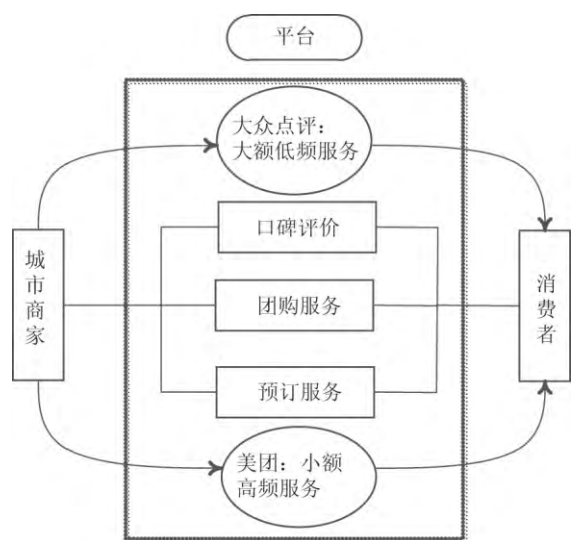 平台
大众点评：
大额低频服务
口碑评价
城市商家
团购服务
消费者
预订服务
美团：小额
高频服务